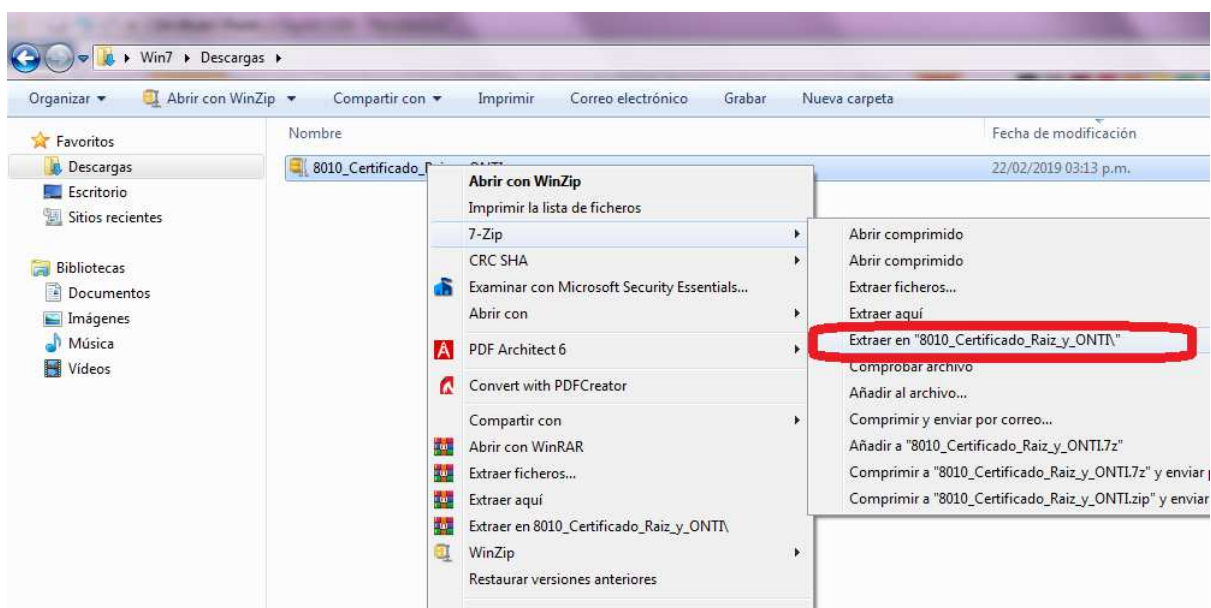 Win7 ▸ Descargas ▸
Organizar Abrir con WinZip Compartir con Imprimir Correo electrónico Grabar Nueva carpeta
Favoritos
Descargas
Escritorio
Sitios recientes
Bibliotecas
Documentos
Imágenes
Música
Vídeos
Nombre Fecha de modificación
8010_Certificado_ 22/02/2019 03:13 p.m.
Abrir con WinZip
Imprimir la lista de ficheros
7-Zip
CRC SHA
Examinar con Microsoft Security Essentials...
Abrir con
PDF Architect 6
Convert with PDFCreator
Compartir con
Abrir con WinRAR
Extraer ficheros...
Extraer aquí
Extraer en 8010_Certificado_Raiz_y_ONTI\
WinZip
Restaurar versiones anteriores
Abrir comprimido
Abrir comprimido
Extraer ficheros...
Extraer aquí
Extraer en "8010_Certificado_Raiz_y_ONTI\"
Comprobar archivo
Añadir al archivo...
Comprimir y enviar por correo...
Añadir a "8010_Certificado_Raiz_y_ONTI.7z"
Comprimir a "8010_Certificado_Raiz_y_ONTI.7z" y enviar
Comprimir a "8010_Certificado_Raiz_y_ONTI.zip" y enviar